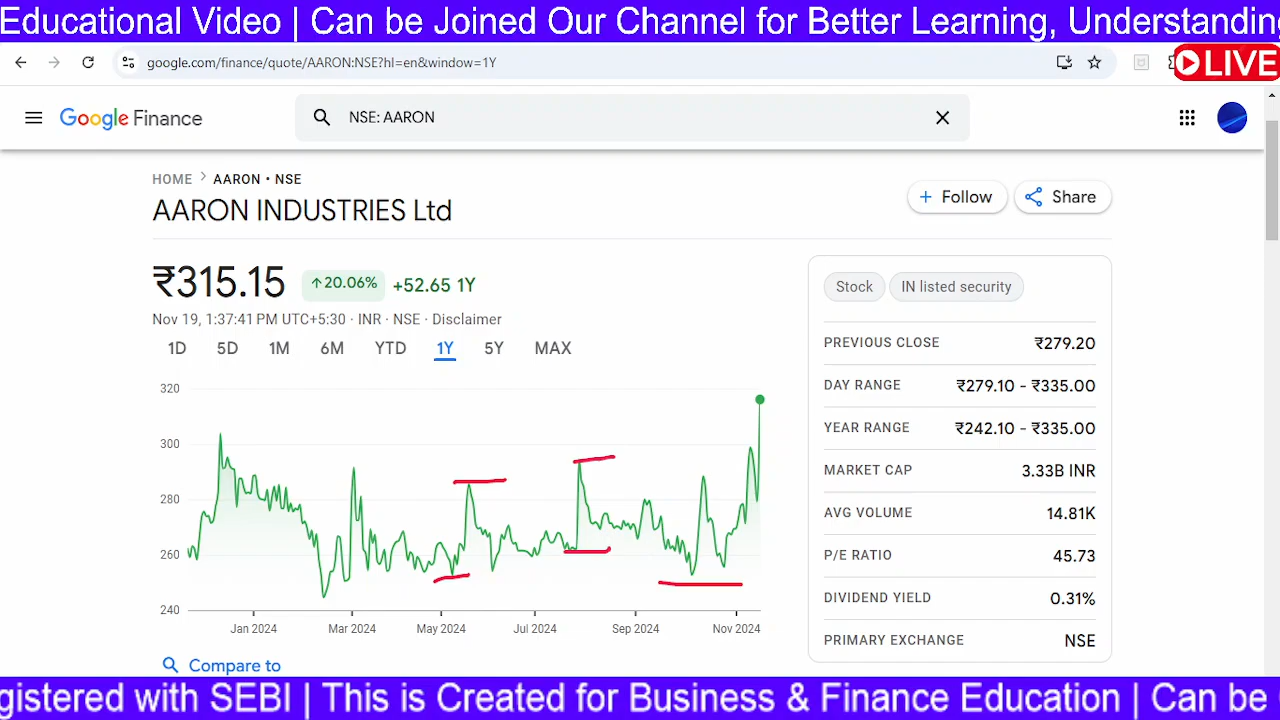 Educational Video | Can be Joined Our Channel for Better Learning, Understanding
google.com/finance/quote/AARON:NSE?hl=en&window=1Y
LIVE
Google Finance
NSE: AARON
HOME > AARON • NSE
AARON INDUSTRIES Ltd
Follow
Share
₹315.15 ↑20.06% +52.65 1Y
Nov 19, 1:37:41 PM UTC+5:30 · INR · NSE · Disclaimer
1D 5D 1M 6M YTD 1Y 5Y MAX
320
300
280
260
240
Jan 2024 Mar 2024 May 2024 Jul 2024 Sep 2024 Nov 2024
Compare to
Stock IN listed security
PREVIOUS CLOSE ₹279.20
DAY RANGE ₹279.10 - ₹335.00
YEAR RANGE ₹242.10 - ₹335.00
MARKET CAP 3.33B INR
AVG VOLUME 14.81K
P/E RATIO 45.73
DIVIDEND YIELD 0.31%
PRIMARY EXCHANGE NSE
gistered with SEBI | This is Created for Business & Finance Education | Can be